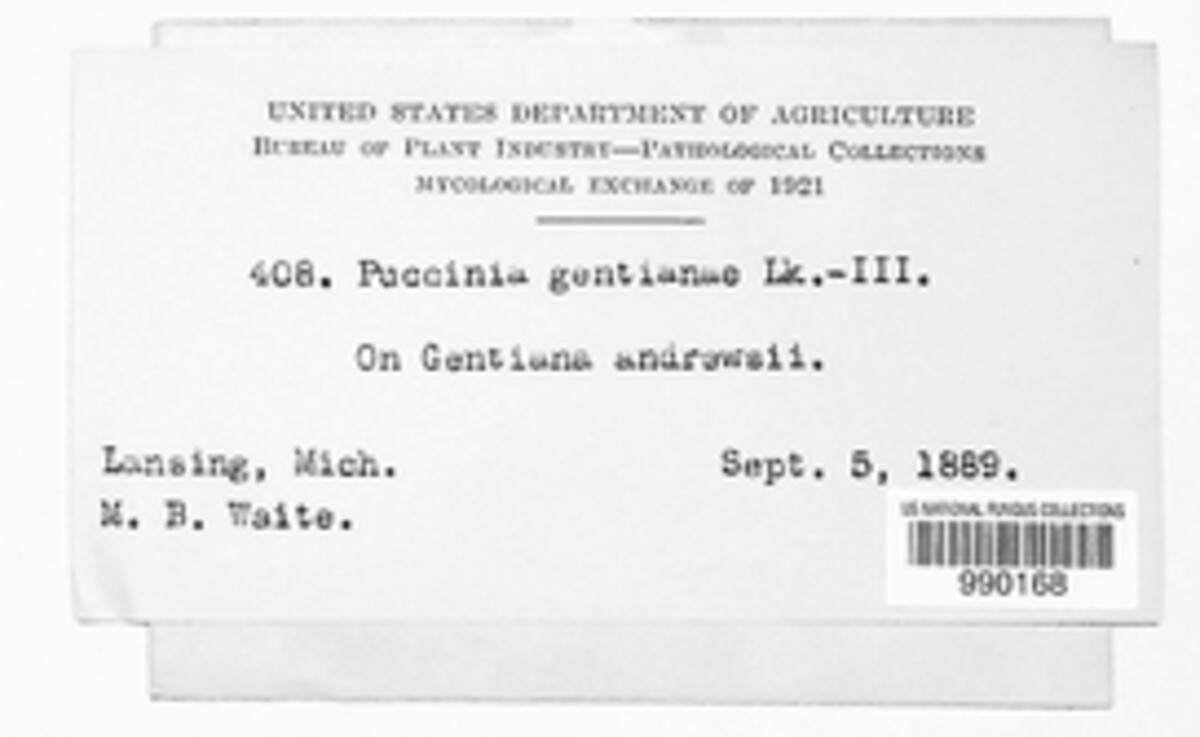 UNITED STATES DEPARTMENT OF AGRICULTURE
BUREAU OF PLANT INDUSTRY—PATHOLOGICAL COLLECTIONS
MYCOLOGICAL EXCHANGE OF 1921
408. Puccinia gentianae Lk.-III.
On Gentiana andrewsii.
Lansing, Mich. Sept. 5, 1889.
M. B. Waite.
US NATIONAL FUNGUS COLLECTIONS
990168